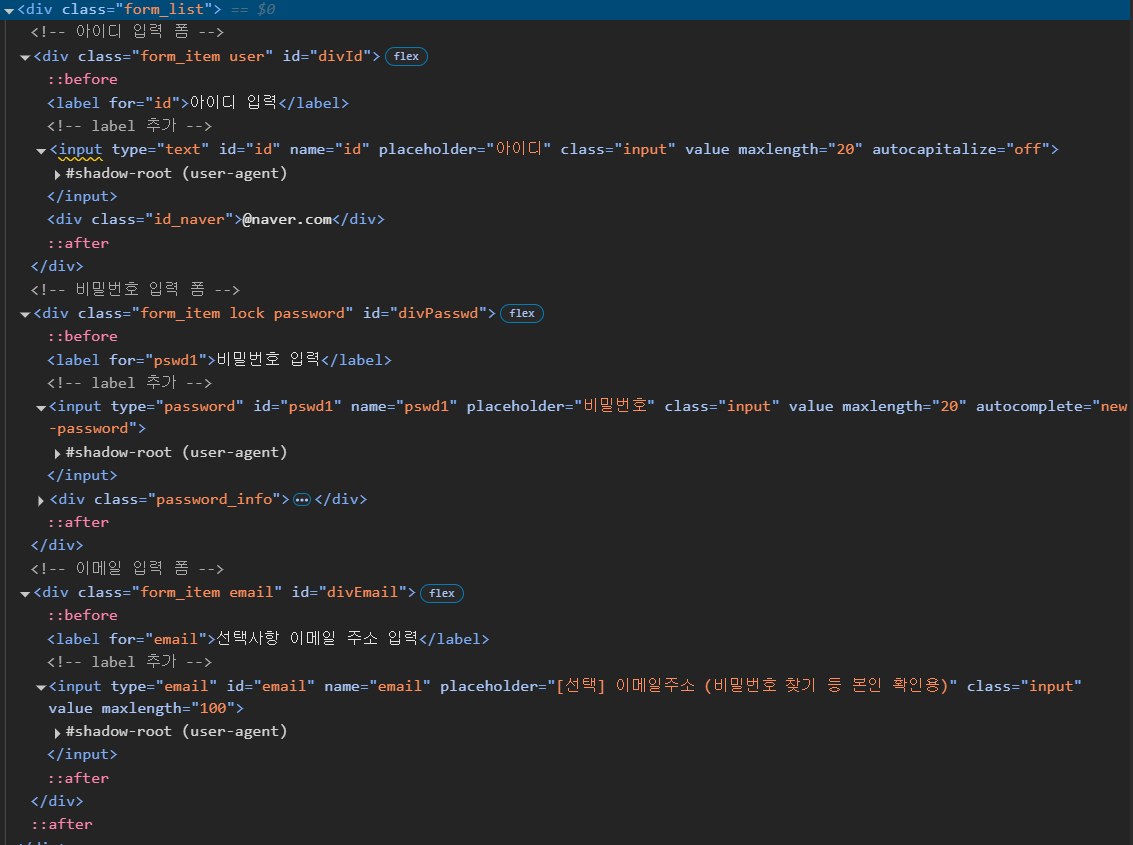 <div class="form_list"> == $0
<!-- 아이디 입력 폼 -->
<div class="form_item user" id="divId"> flex
::before
<label for="id">아이디 입력</label>
<!-- label 추가 -->
<input type="text" id="id" name="id" placeholder="아이디" class="input" value maxlength="20" autocapitalize="off">
#shadow-root (user-agent)
</input>
<div class="id_naver">@naver.com</div>
::after
</div>
<!-- 비밀번호 입력 폼 -->
<div class="form_item lock password" id="divPasswd"> flex
::before
<label for="pswd1">비밀번호 입력</label>
<!-- label 추가 -->
<input type="password" id="pswd1" name="pswd1" placeholder="비밀번호" class="input" value maxlength="20" autocomplete="new
-password">
#shadow-root (user-agent)
</input>
<div class="password_info">…</div>
::after
</div>
<!-- 이메일 입력 폼 -->
<div class="form_item email" id="divEmail"> flex
::before
<label for="email">선택사항 이메일 주소 입력</label>
<!-- label 추가 -->
<input type="email" id="email" name="email" placeholder="[선택] 이메일주소 (비밀번호 찾기 등 본인 확인용)" class="input"
value maxlength="100">
#shadow-root (user-agent)
</input>
::after
</div>
::after